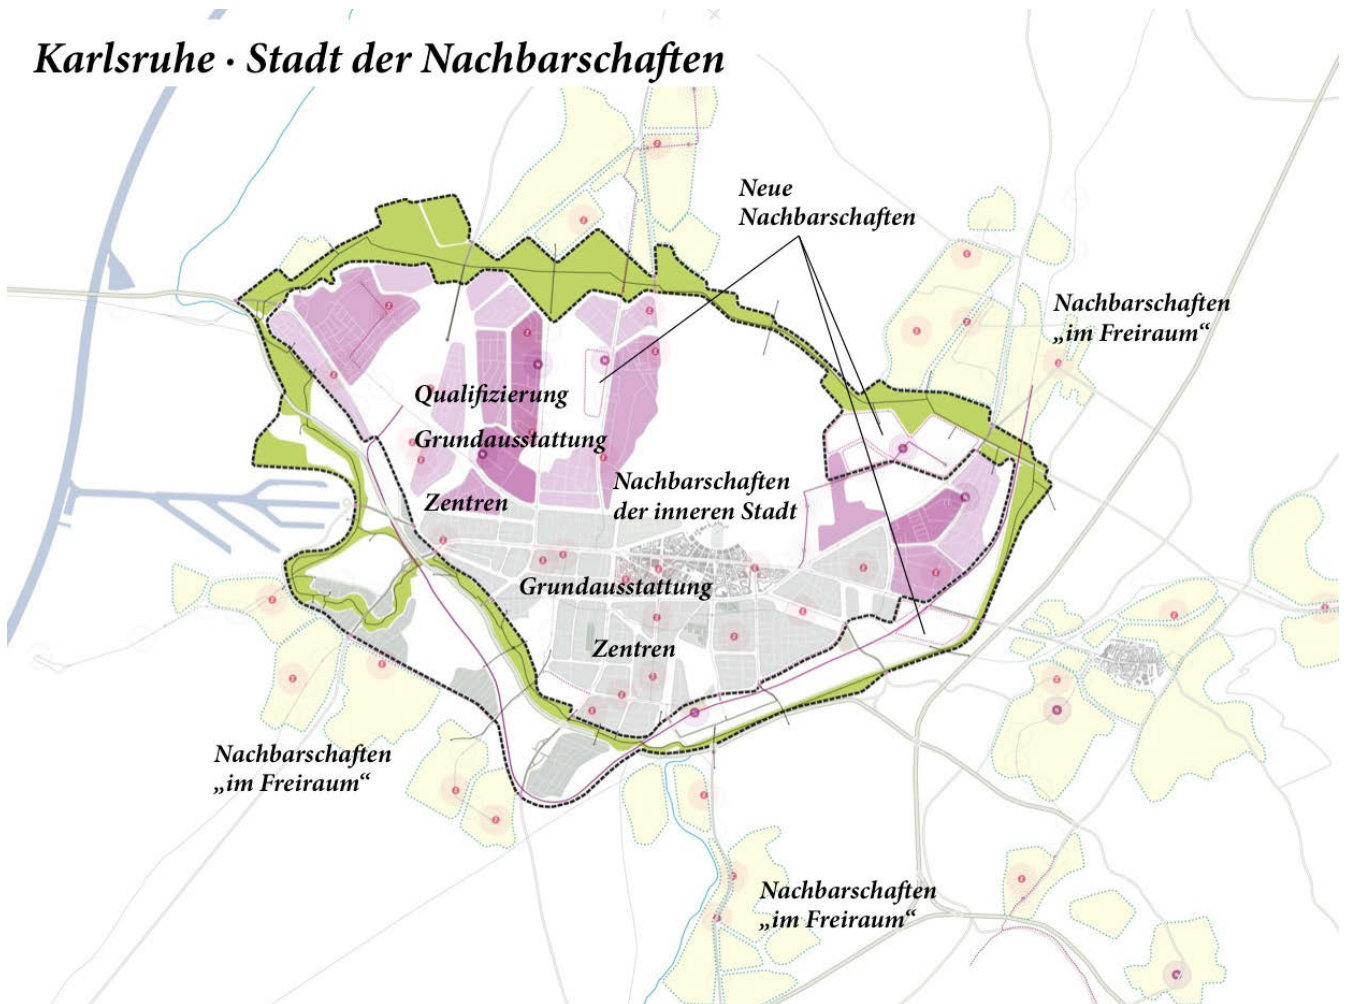 Karlsruhe · Stadt der Nachbarschaften
Neue
Nachbarschaften
Nachbarschaften
„im Freiraum“
Qualifizierung
Grundausstattung
Zentren
Nachbarschaften
der inneren Stadt
Grundausstattung
Zentren
Nachbarschaften
„im Freiraum“
Nachbarschaften
„im Freiraum“